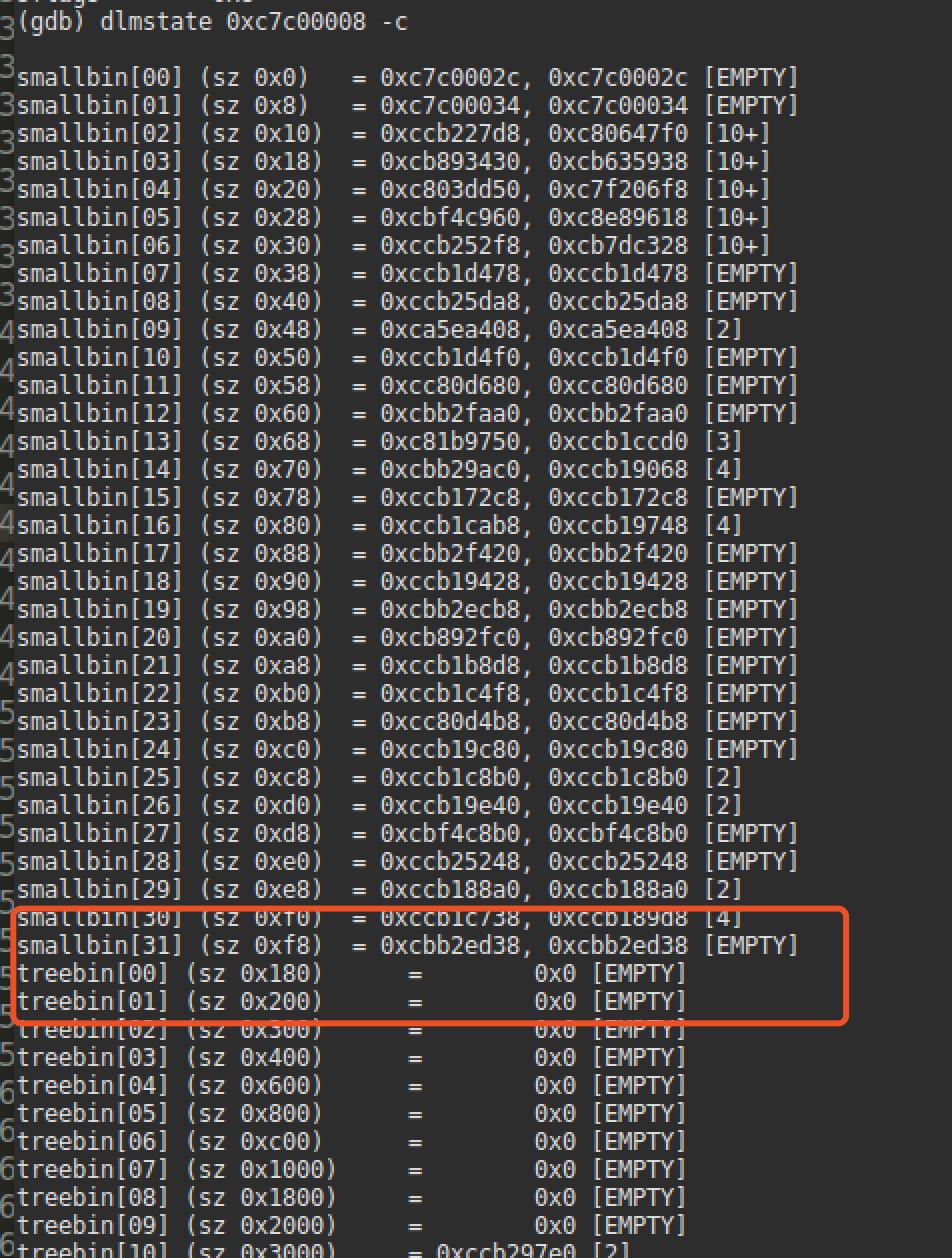 (gdb) dlmstate 0xc7c00008 -c
smallbin[00] (sz 0x0) = 0xc7c0002c, 0xc7c0002c [EMPTY]
smallbin[01] (sz 0x8) = 0xc7c00034, 0xc7c00034 [EMPTY]
smallbin[02] (sz 0x10) = 0xccb227d8, 0xc80647f0 [10+]
smallbin[03] (sz 0x18) = 0xcb893430, 0xcb635938 [10+]
smallbin[04] (sz 0x20) = 0xc803dd50, 0xc7f206f8 [10+]
smallbin[05] (sz 0x28) = 0xcbf4c960, 0xc8e89618 [10+]
smallbin[06] (sz 0x30) = 0xccb252f8, 0xcb7dc328 [10+]
smallbin[07] (sz 0x38) = 0xccb1d478, 0xccb1d478 [EMPTY]
smallbin[08] (sz 0x40) = 0xccb25da8, 0xccb25da8 [EMPTY]
smallbin[09] (sz 0x48) = 0xca5ea408, 0xca5ea408 [2]
smallbin[10] (sz 0x50) = 0xccb1d4f0, 0xccb1d4f0 [EMPTY]
smallbin[11] (sz 0x58) = 0xcc80d680, 0xcc80d680 [EMPTY]
smallbin[12] (sz 0x60) = 0xcbb2faa0, 0xcbb2faa0 [EMPTY]
smallbin[13] (sz 0x68) = 0xc81b9750, 0xccb1ccd0 [3]
smallbin[14] (sz 0x70) = 0xcbb29ac0, 0xccb19068 [4]
smallbin[15] (sz 0x78) = 0xccb172c8, 0xccb172c8 [EMPTY]
smallbin[16] (sz 0x80) = 0xccb1cab8, 0xccb19748 [4]
smallbin[17] (sz 0x88) = 0xcbb2f420, 0xcbb2f420 [EMPTY]
smallbin[18] (sz 0x90) = 0xccb19428, 0xccb19428 [EMPTY]
smallbin[19] (sz 0x98) = 0xcbb2ecb8, 0xcbb2ecb8 [EMPTY]
smallbin[20] (sz 0xa0) = 0xcb892fc0, 0xcb892fc0 [EMPTY]
smallbin[21] (sz 0xa8) = 0xccb1b8d8, 0xccb1b8d8 [EMPTY]
smallbin[22] (sz 0xb0) = 0xccb1c4f8, 0xccb1c4f8 [EMPTY]
smallbin[23] (sz 0xb8) = 0xcc80d4b8, 0xcc80d4b8 [EMPTY]
smallbin[24] (sz 0xc0) = 0xccb19c80, 0xccb19c80 [EMPTY]
smallbin[25] (sz 0xc8) = 0xccb1c8b0, 0xccb1c8b0 [2]
smallbin[26] (sz 0xd0) = 0xccb19e40, 0xccb19e40 [2]
smallbin[27] (sz 0xd8) = 0xcbf4c8b0, 0xcbf4c8b0 [EMPTY]
smallbin[28] (sz 0xe0) = 0xccb25248, 0xccb25248 [EMPTY]
smallbin[29] (sz 0xe8) = 0xccb188a0, 0xccb188a0 [2]
smallbin[30] (sz 0xf0) = 0xccb1c738, 0xccb189d8 [4]
smallbin[31] (sz 0xf8) = 0xcbb2ed38, 0xcbb2ed38 [EMPTY]
treebin[00] (sz 0x180) = 0x0 [EMPTY]
treebin[01] (sz 0x200) = 0x0 [EMPTY]
treebin[02] (sz 0x300) = 0x0 [EMPTY]
treebin[03] (sz 0x400) = 0x0 [EMPTY]
treebin[04] (sz 0x600) = 0x0 [EMPTY]
treebin[05] (sz 0x800) = 0x0 [EMPTY]
treebin[06] (sz 0xc00) = 0x0 [EMPTY]
treebin[07] (sz 0x1000) = 0x0 [EMPTY]
treebin[08] (sz 0x1800) = 0x0 [EMPTY]
treebin[09] (sz 0x2000) = 0x0 [EMPTY]
treebin[10] (sz 0x3000) = 0xccb297e0 [2]